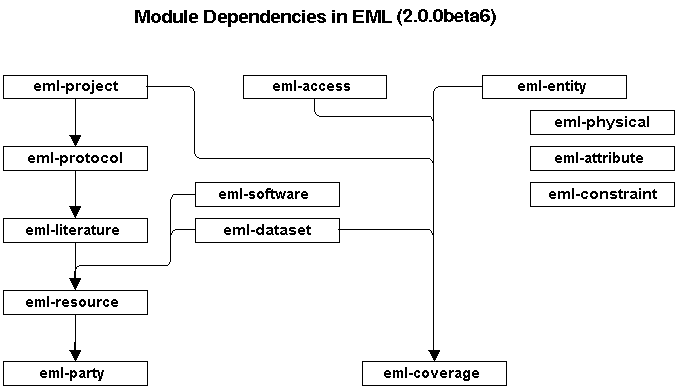 Module Dependencies in EML (2.0.0beta6)
eml-project
eml-access
eml-entity
eml-physical
eml-protocol
eml-attribute
eml-software
eml-constraint
eml-literature
eml-dataset
eml-resource
eml-party
eml-coverage